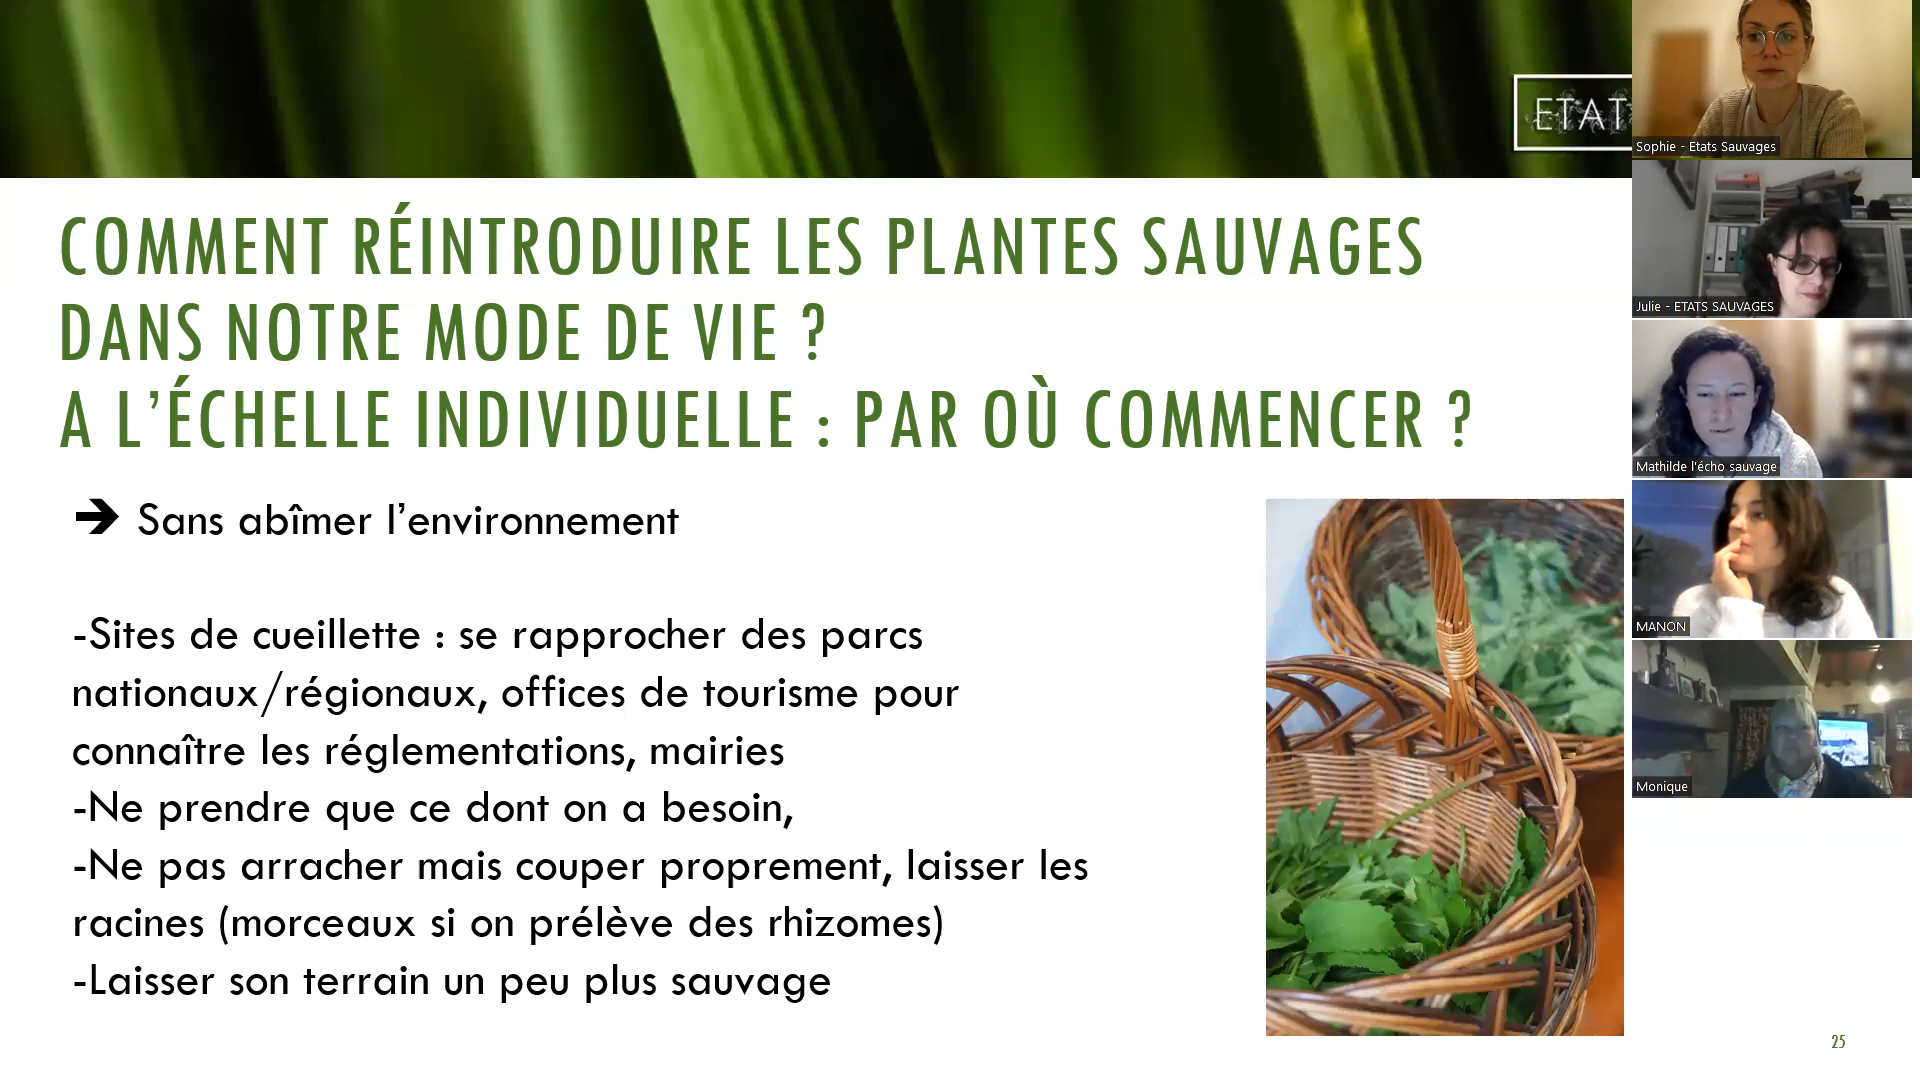 ETAT
COMMENT RÉINTRODUIRE LES PLANTES SAUVAGES
DANS NOTRE MODE DE VIE ?
A L’ÉCHELLE INDIVIDUELLE : PAR OÙ COMMENCER ?
➔ Sans abîmer l’environnement
-Sites de cueillette : se rapprocher des parcs
nationaux/régionaux, offices de tourisme pour
connaître les réglementations, mairies
-Ne prendre que ce dont on a besoin,
-Ne pas arracher mais couper proprement, laisser les
racines (morceaux si on prélève des rhizomes)
-Laisser son terrain un peu plus sauvage
25
Sophie - Etats Sauvages
Julie - ETATS SAUVAGES
Mathilde l'écho sauvage
MANON
Monique